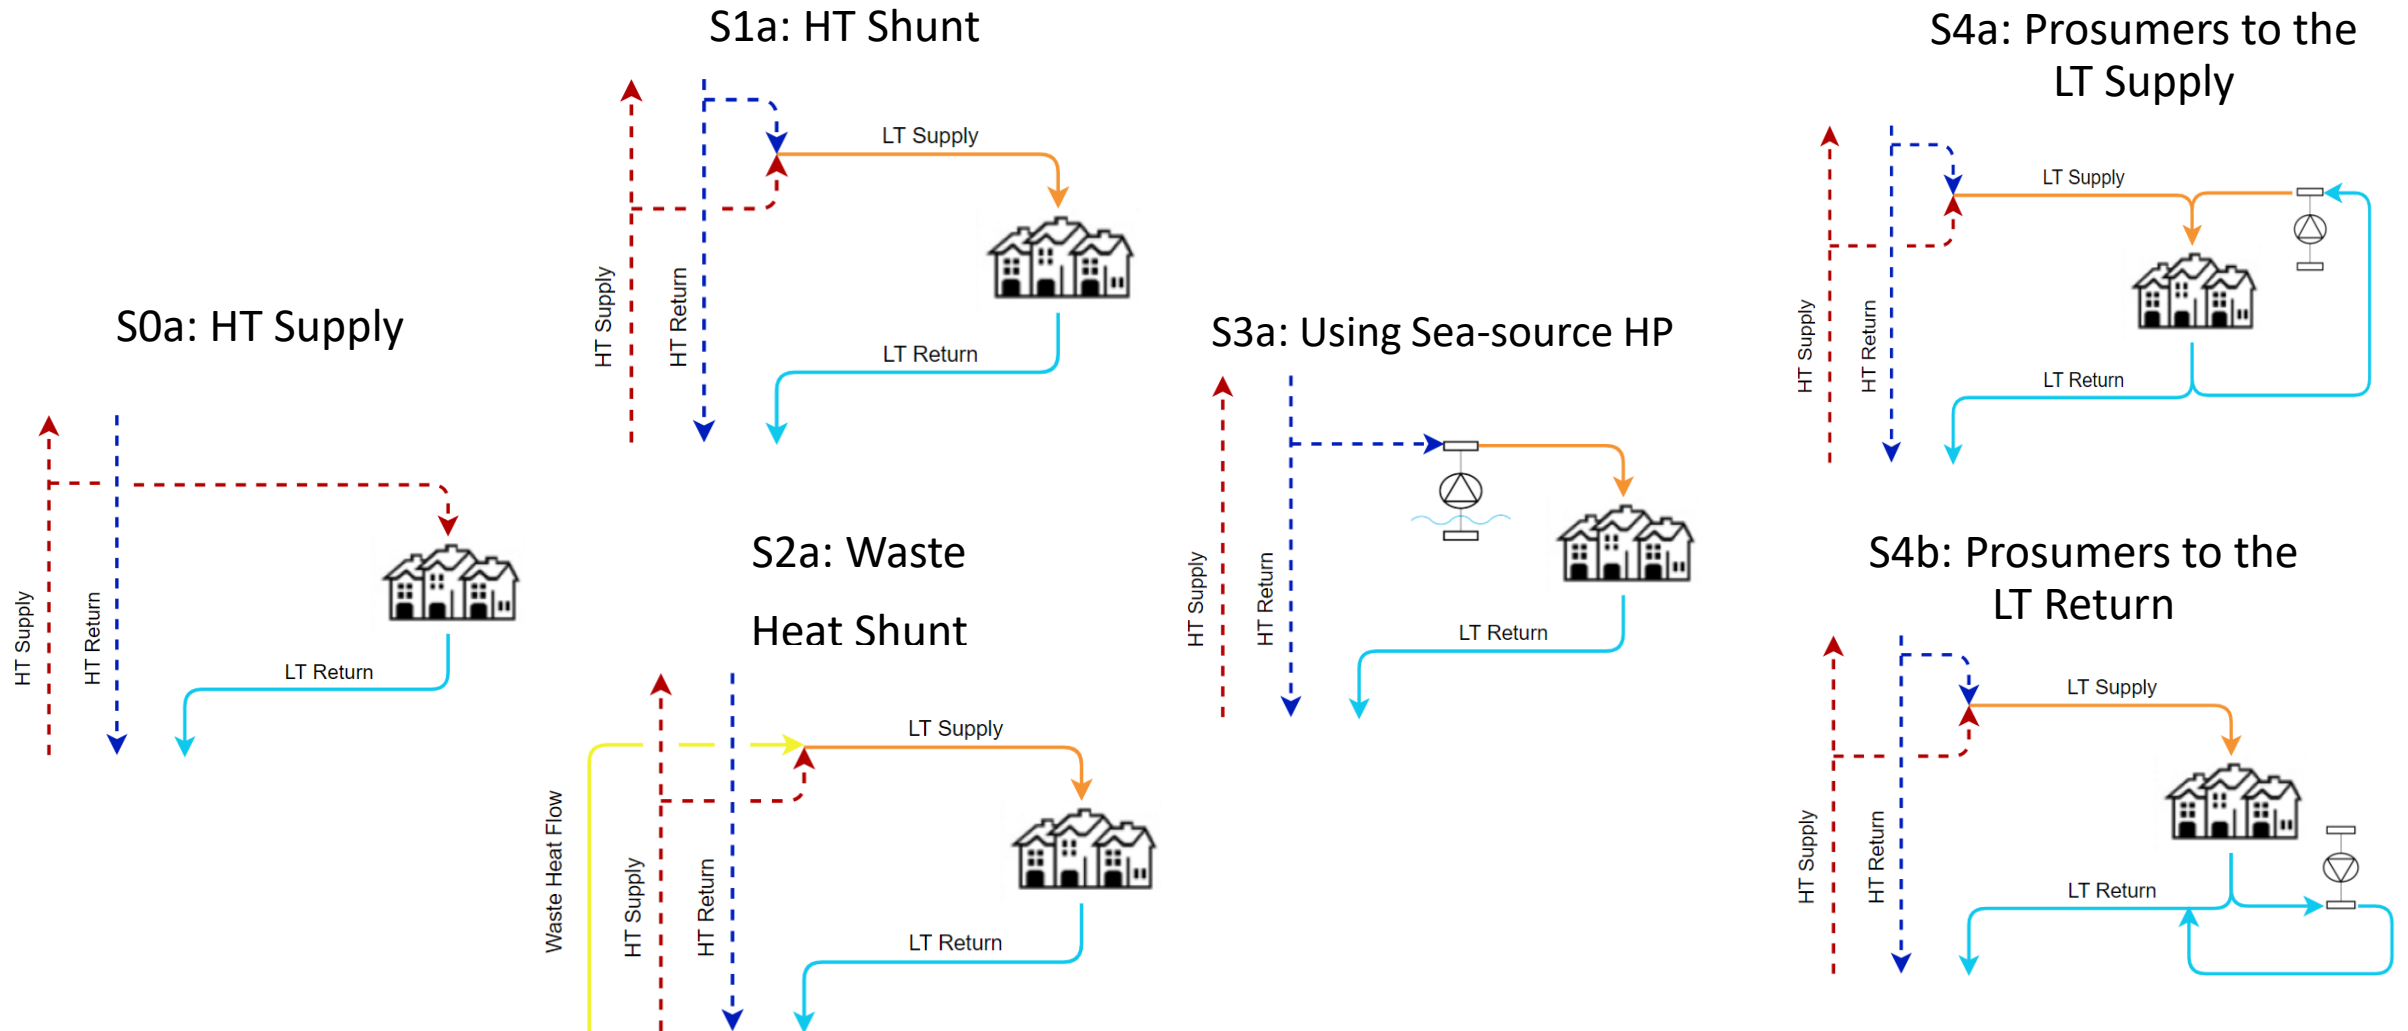 S0a: HT Supply
HT Supply
HT Return
LT Return
S1a: HT Shunt
HT Supply
HT Return
LT Supply
LT Return
S2a: Waste
Heat Shunt
Waste Heat Flow
HT Supply
HT Return
LT Supply
LT Return
S3a: Using Sea-source HP
HT Supply
HT Return
LT Return
S4a: Prosumers to the
LT Supply
HT Supply
HT Return
LT Supply
LT Return
S4b: Prosumers to the
LT Return
HT Supply
HT Return
LT Supply
LT Return